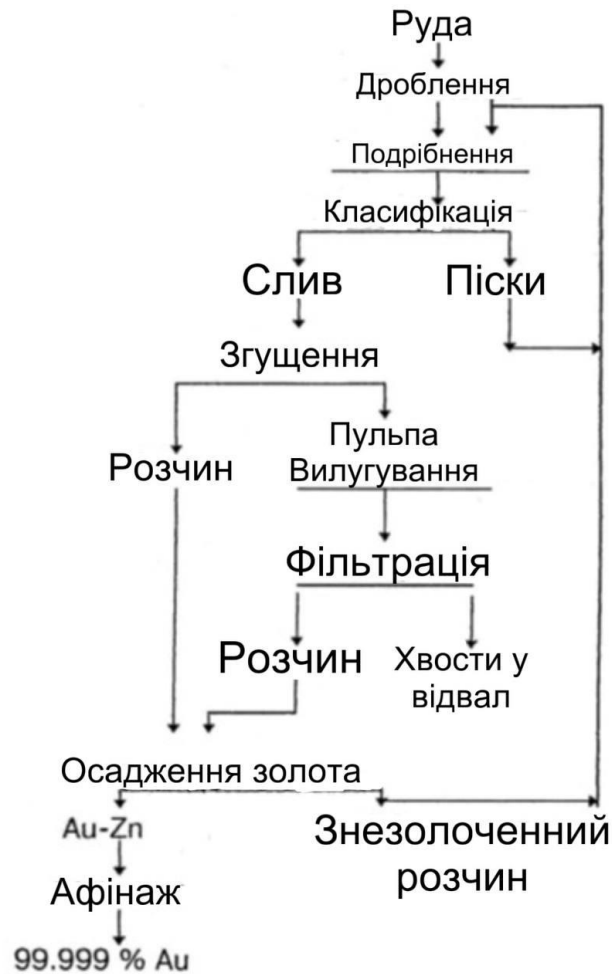 Руда
Дроблення
Подрібнення
Класифікація
Слив
Піски
Згущення
Розчин
Пульпа
Вилугування
Фільтрація
Розчин
Хвости у
відвал
Осадження золота
Au-Zn
Знезолоченний
розчин
Афінаж
99.999 % Au